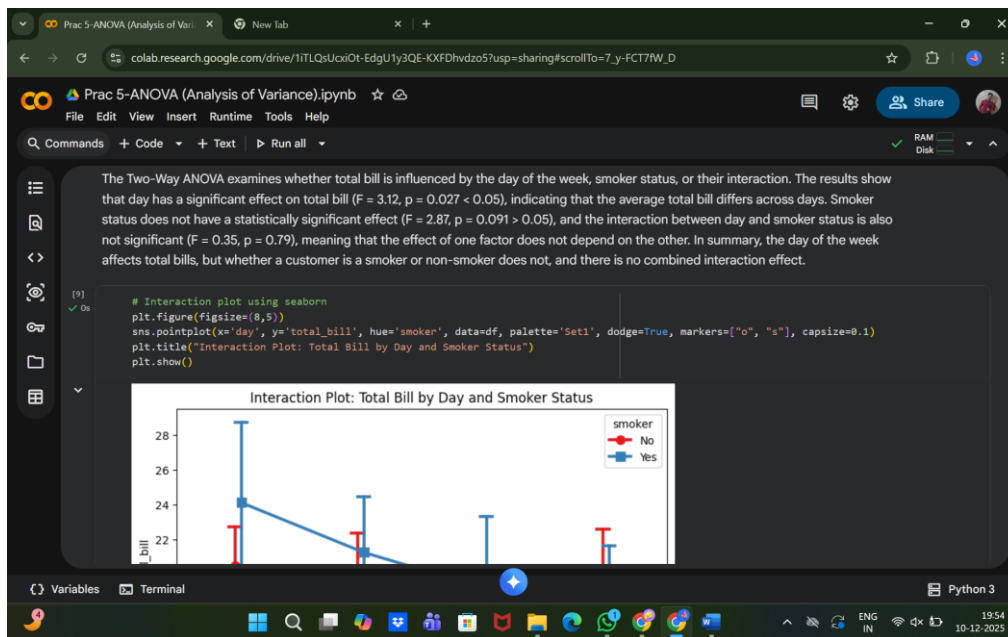 Prac 5-ANOVA (Analysis of Vari
New Tab
colab.research.google.com/drive/1iTLQsUcxiOt-EdgU1y3QE-KXFDhvdzo5?usp=sharing#scrollTo=7_y-FCT7fW_D
Prac 5-ANOVA (Analysis of Variance).ipynb
Share
File Edit View Insert Runtime Tools Help
Commands + Code + Text Run all
RAM
Disk
The Two-Way ANOVA examines whether total bill is influenced by the day of the week, smoker status, or their interaction. The results show
that day has a significant effect on total bill (F = 3.12, p = 0.027 < 0.05), indicating that the average total bill differs across days. Smoker
status does not have a statistically significant effect (F = 2.87, p = 0.091 > 0.05), and the interaction between day and smoker status is also
not significant (F = 0.35, p = 0.79), meaning that the effect of one factor does not depend on the other. In summary, the day of the week
affects total bills, but whether a customer is a smoker or non-smoker does not, and there is no combined interaction effect.
[9]
0s
# Interaction plot using seaborn
plt.figure(figsize=(8,5))
sns.pointplot(x='day', y='total_bill', hue='smoker', data=df, palette='Set1', dodge=True, markers=["o", "s"], capsize=0.1)
plt.title("Interaction Plot: Total Bill by Day and Smoker Status")
plt.show()
Interaction Plot: Total Bill by Day and Smoker Status
smoker
No
Yes
28
26
24
22
Variables Terminal
Python 3
ENG
IN
19:54
10-12-2025